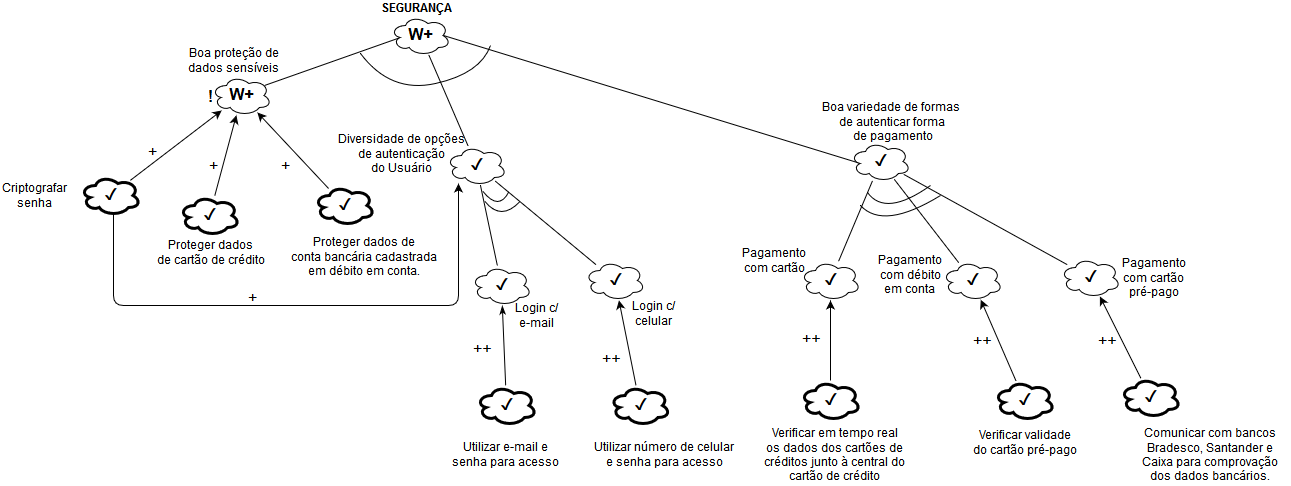 SEGURANÇA
W+
Boa proteção de
dados sensíveis
! W+
Boa variedade de formas
de autenticar forma
de pagamento
Diversidade de opções
de autenticação
do Usuário
✓
✓
+
+
+
Criptografar
senha
✓
✓
✓
Proteger dados
de cartão de crédito
Proteger dados de
conta bancária cadastrada
em débito em conta.
+
✓
Login c/
e-mail
✓
Login c/
celular
Pagamento
com cartão
✓
Pagamento
com débito
em conta
✓
✓
Pagamento
com cartão
pré-pago
++
++
++
++
++
✓
✓
✓
✓
✓
Utilizar e-mail e
senha para acesso
Utilizar número de celular
e senha para acesso
Verificar em tempo real
os dados dos cartões de
créditos junto à central do
cartão de crédito
Verificar validade
do cartão pré-pago
Comunicar com bancos
Bradesco, Santander e
Caixa para comprovação
dos dados bancários.